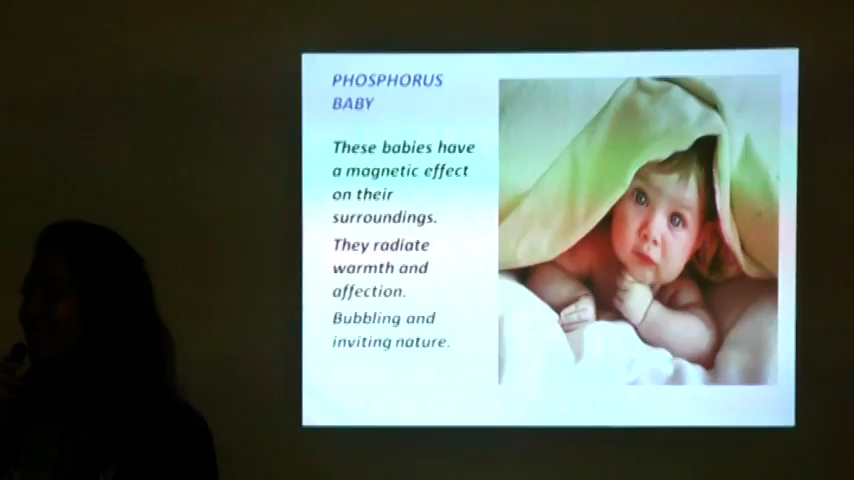 PHOSPHORUS
BABY
These babies have
a magnetic effect
on their
surroundings.
They radiate
warmth and
affection.
Bubbling and
inviting nature.